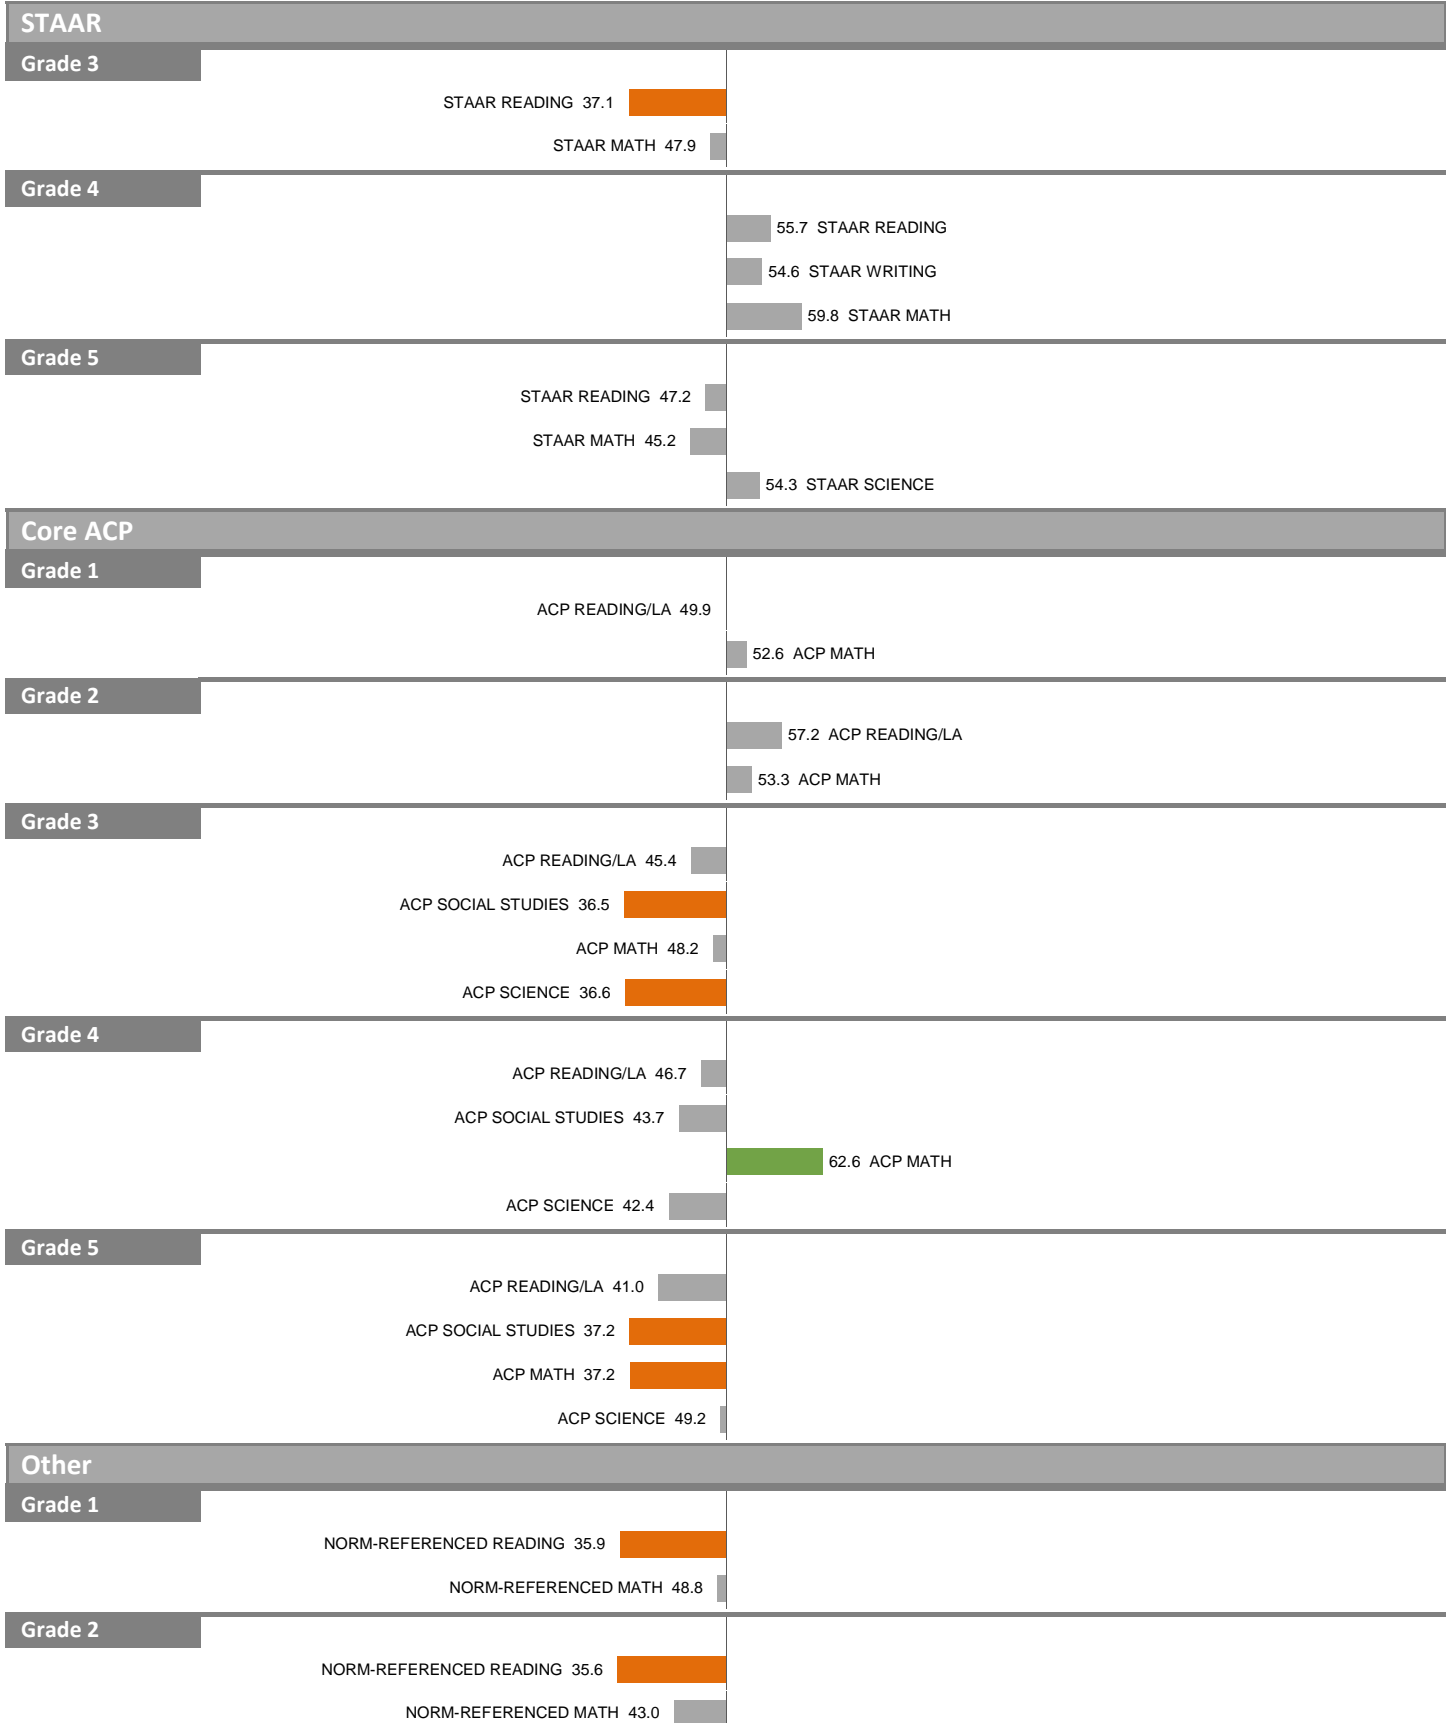 STAAR
Grade 3
STAAR READING 37.1
STAAR MATH 47.9
Grade 4
55.7 STAAR READING
54.6 STAAR WRITING
59.8 STAAR MATH
Grade 5
STAAR READING 47.2
STAAR MATH 45.2
54.3 STAAR SCIENCE
Core ACP
Grade 1
ACP READING/LA 49.9
52.6 ACP MATH
Grade 2
57.2 ACP READING/LA
53.3 ACP MATH
Grade 3
ACP READING/LA 45.4
ACP SOCIAL STUDIES 36.5
ACP MATH 48.2
ACP SCIENCE 36.6
Grade 4
ACP READING/LA 46.7
ACP SOCIAL STUDIES 43.7
62.6 ACP MATH
ACP SCIENCE 42.4
Grade 5
ACP READING/LA 41.0
ACP SOCIAL STUDIES 37.2
ACP MATH 37.2
ACP SCIENCE 49.2
Other
Grade 1
NORM-REFERENCED READING 35.9
NORM-REFERENCED MATH 48.8
Grade 2
NORM-REFERENCED READING 35.6
NORM-REFERENCED MATH 43.0